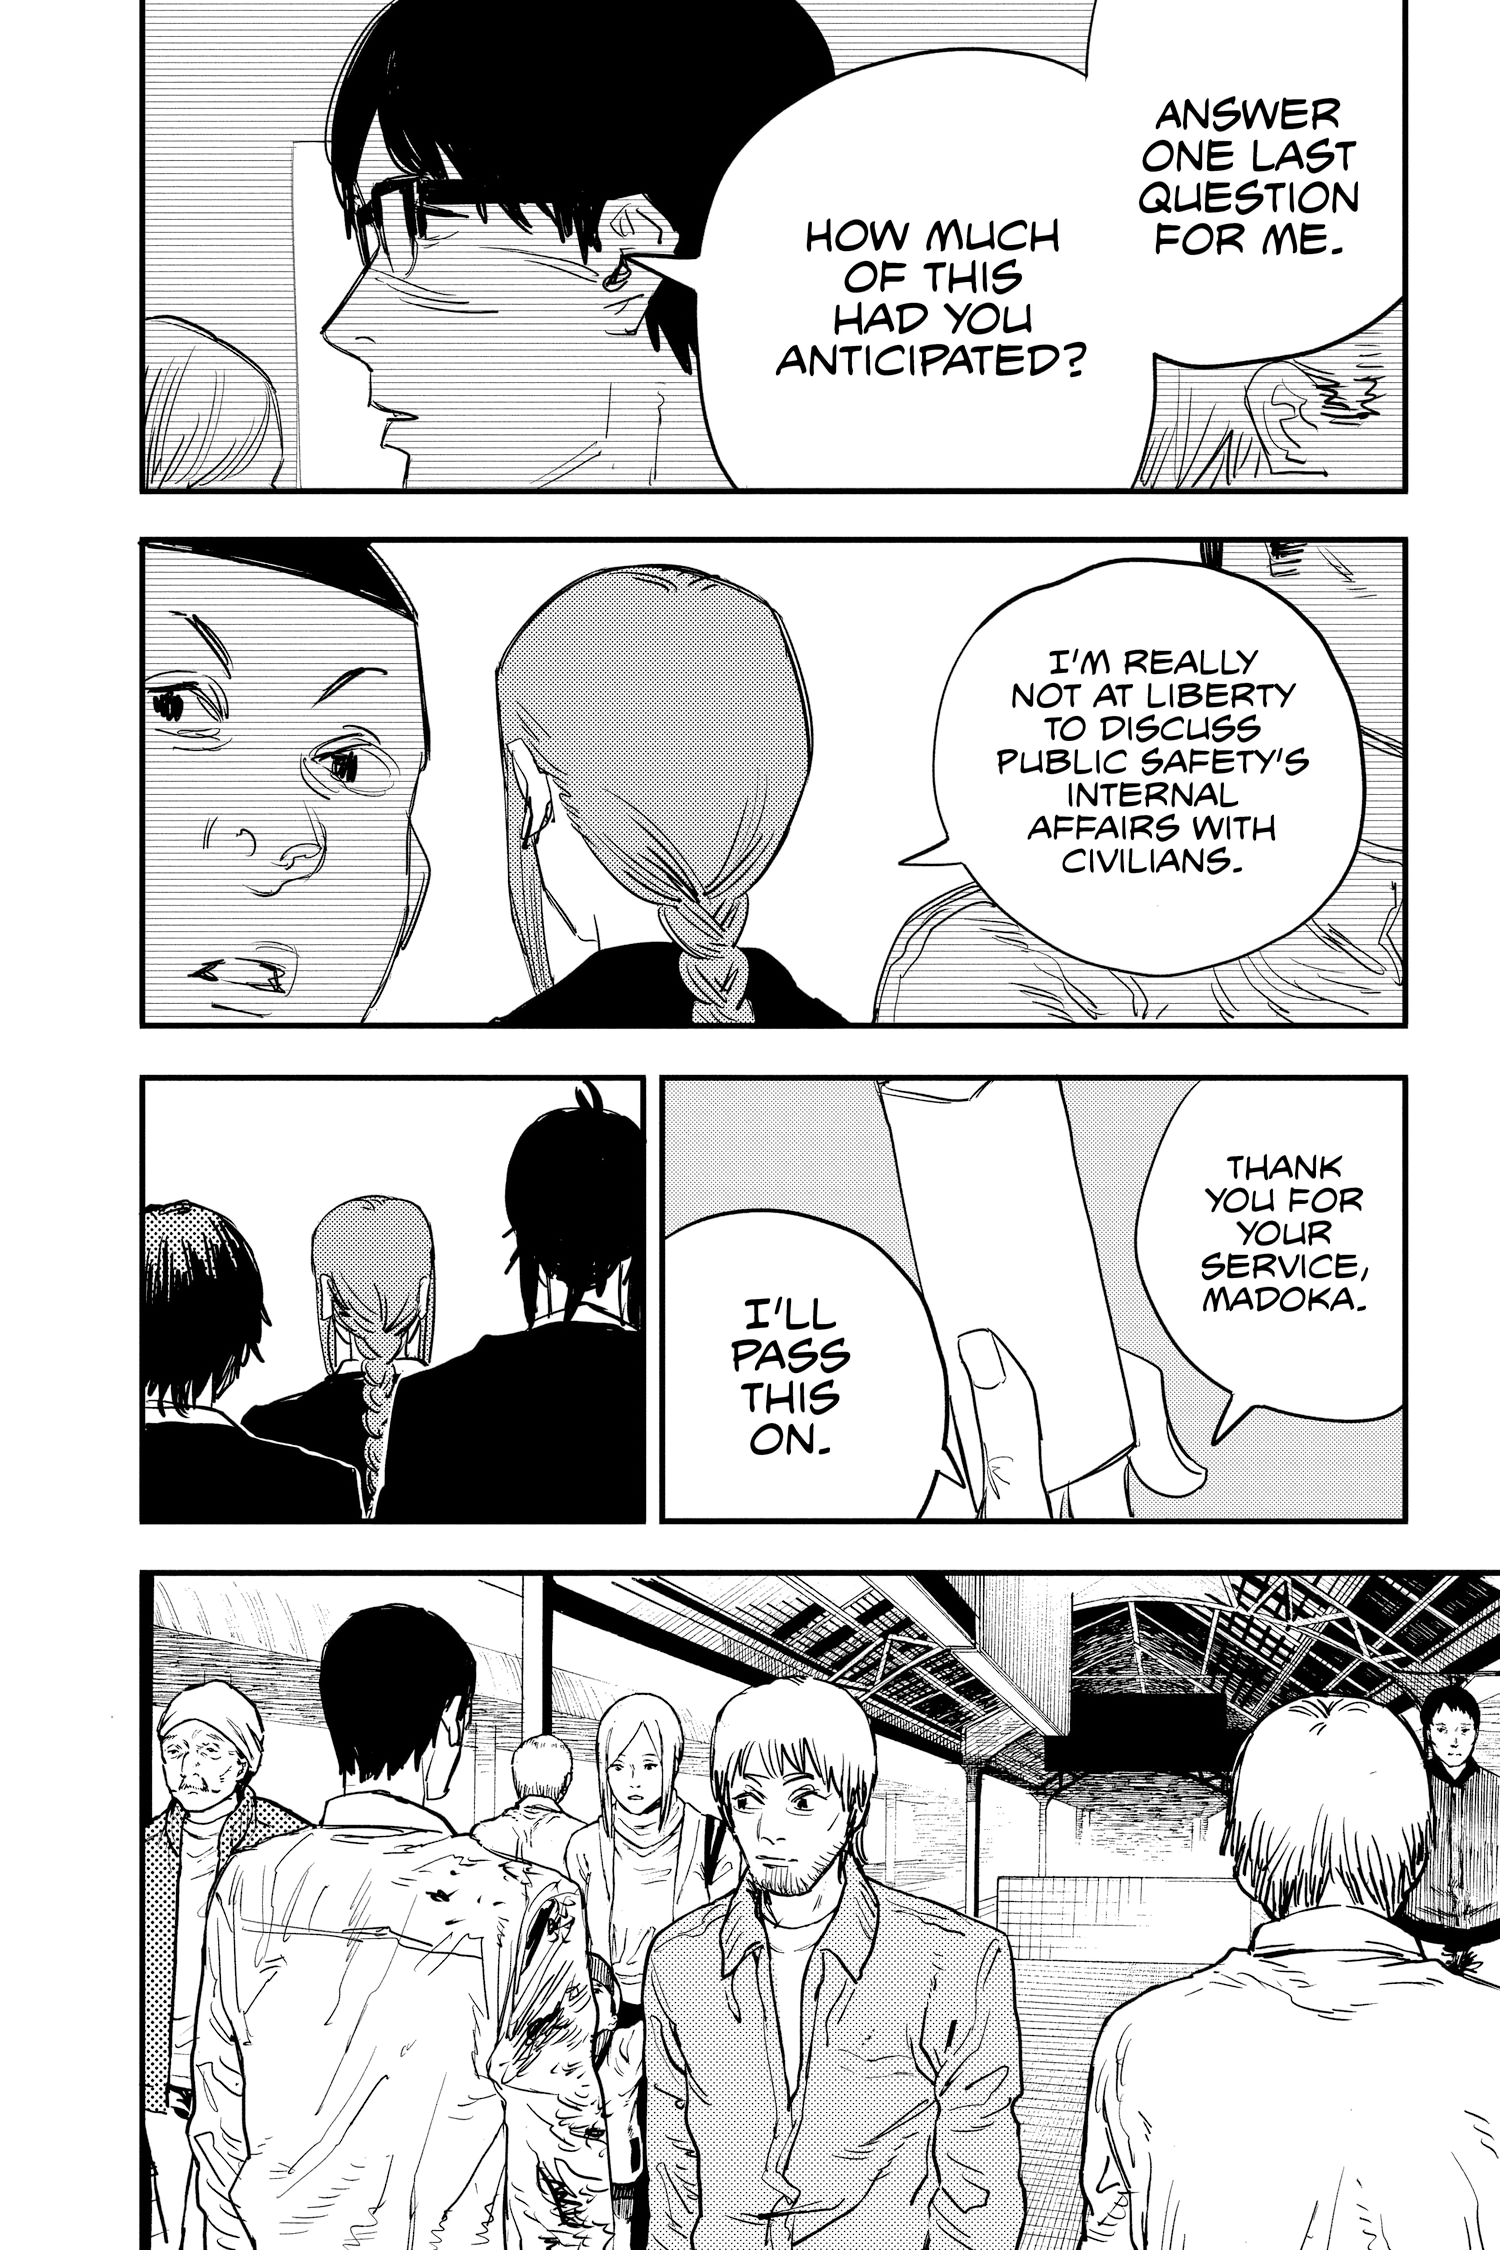 ANSWER
ONE LAST
QUESTION
FOR ME.
HOW MUCH
OF THIS
HAD YOU
ANTICIPATED?
I'M REALLY
NOT AT LIBERTY
TO DISCUSS
PUBLIC SAFETY'S
INTERNAL
AFFAIRS WITH
CIVILIANS.
THANK
YOU FOR
YOUR
SERVICE,
MADOKA.
I'LL
PASS
THIS
ON.